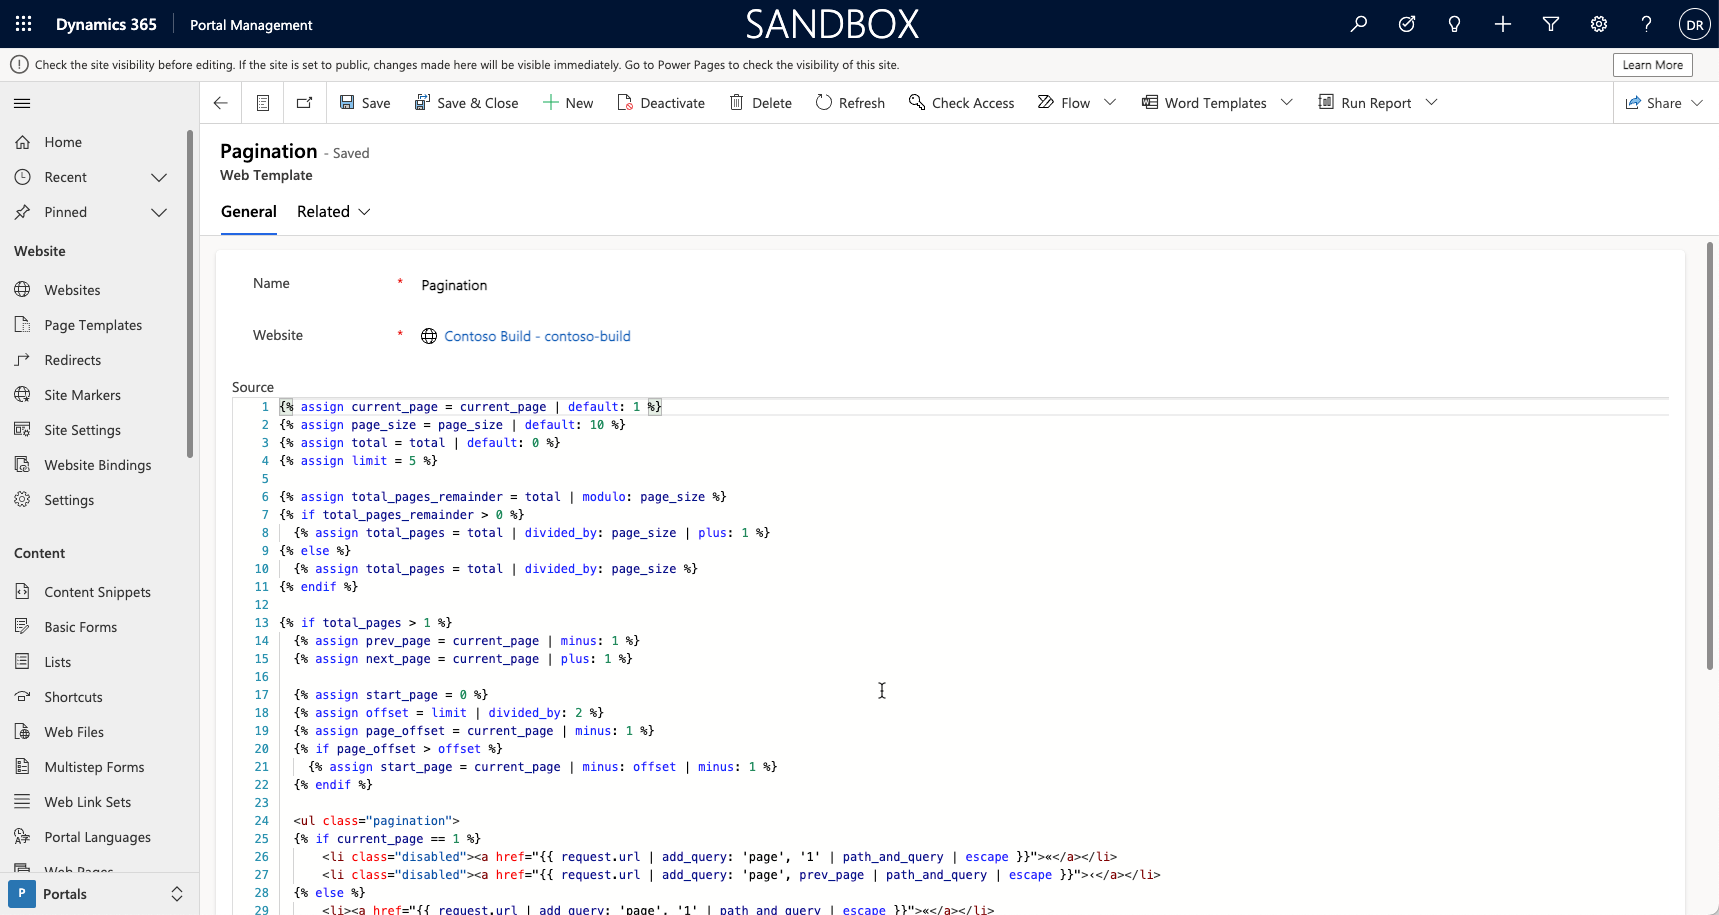 Dynamics 365
Portal Management
SANDBOX
DR
Check the site visibility before editing. If the site is set to public, changes made here will be visible immediately. Go to Power Pages to check the visibility of this site.
Learn More
Save
Save & Close
New
Deactivate
Delete
Refresh
Check Access
Flow
Word Templates
Run Report
Share
Home
Recent
Pinned
Website
Websites
Page Templates
Redirects
Site Markers
Site Settings
Website Bindings
Settings
Content
Content Snippets
Basic Forms
Lists
Shortcuts
Web Files
Multistep Forms
Web Link Sets
Portal Languages
Web Pages
P
Portals
Pagination - Saved
Web Template
General
Related
Name *
Pagination
Website *
Contoso Build - contoso-build
Source
1 {% assign current_page = current_page | default: 1 %}
2 {% assign page_size = page_size | default: 10 %}
3 {% assign total = total | default: 0 %}
4 {% assign limit = 5 %}
5
6 {% assign total_pages_remainder = total | modulo: page_size %}
7 {% if total_pages_remainder > 0 %}
8 {% assign total_pages = total | divided_by: page_size | plus: 1 %}
9 {% else %}
10 {% assign total_pages = total | divided_by: page_size %}
11 {% endif %}
12
13 {% if total_pages > 1 %}
14 {% assign prev_page = current_page | minus: 1 %}
15 {% assign next_page = current_page | plus: 1 %}
16
17 {% assign start_page = 0 %}
18 {% assign offset = limit | divided_by: 2 %}
19 {% assign page_offset = current_page | minus: 1 %}
20 {% if page_offset > offset %}
21 {% assign start_page = current_page | minus: offset | minus: 1 %}
22 {% endif %}
23
24 <ul class="pagination">
25 {% if current_page == 1 %}
26 <li class="disabled"><a href="{{ request.url | add_query: 'page', '1' | path_and_query | escape }}">«</a></li>
27 <li class="disabled"><a href="{{ request.url | add_query: 'page', prev_page | path_and_query | escape }}">‹</a></li>
28 {% else %}
29 <li><a href="{{ request.url | add_query: 'page', '1' | path_and_query | escape }}">«</a></li>